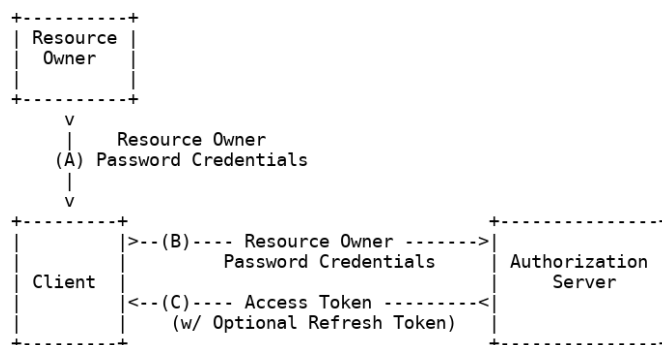 +----------+
| Resource |
|  Owner   |
|          |
+----------+
     v
     |    Resource Owner
    (A) Password Credentials
     |
     v
+---------+                                  +---------------+
|         |>--(B)---- Resource Owner ------->|               |
|         |         Password Credentials     | Authorization |
| Client  |                                  |     Server    |
|         |<--(C)---- Access Token ---------<|               |
|         |    (w/ Optional Refresh Token)   |               |
+---------+                                  +---------------+